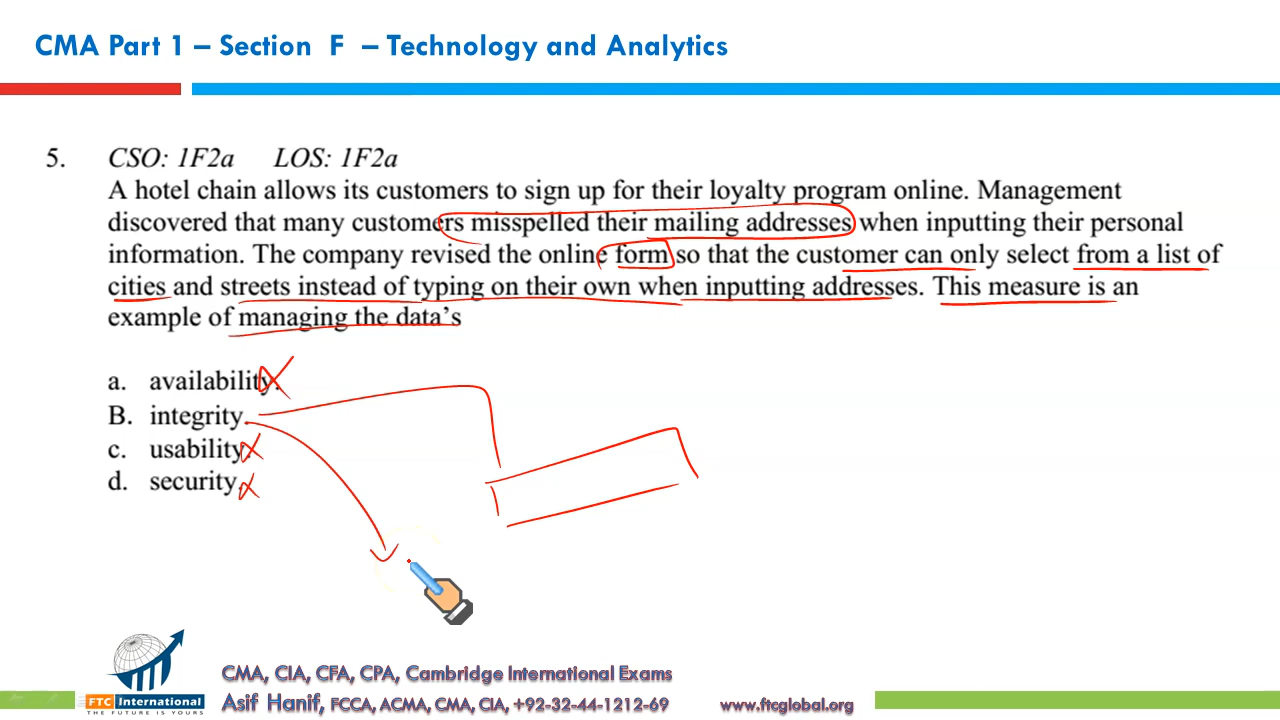 CMA Part 1 – Section F – Technology and Analytics
5. CSO: 1F2a LOS: 1F2a
A hotel chain allows its customers to sign up for their loyalty program online. Management
discovered that many customers misspelled their mailing addresses when inputting their personal
information. The company revised the online form so that the customer can only select from a list of
cities and streets instead of typing on their own when inputting addresses. This measure is an
example of managing the data's
a. availability.
B. integrity.
c. usability.
d. security.
FTC International
THE FUTURE IS YOURS
CMA, CIA, CFA, CPA, Cambridge International Exams
Asif Hanif, FCCA, ACMA, CMA, CIA, +92-32-44-1212-69 www.ftcglobal.org